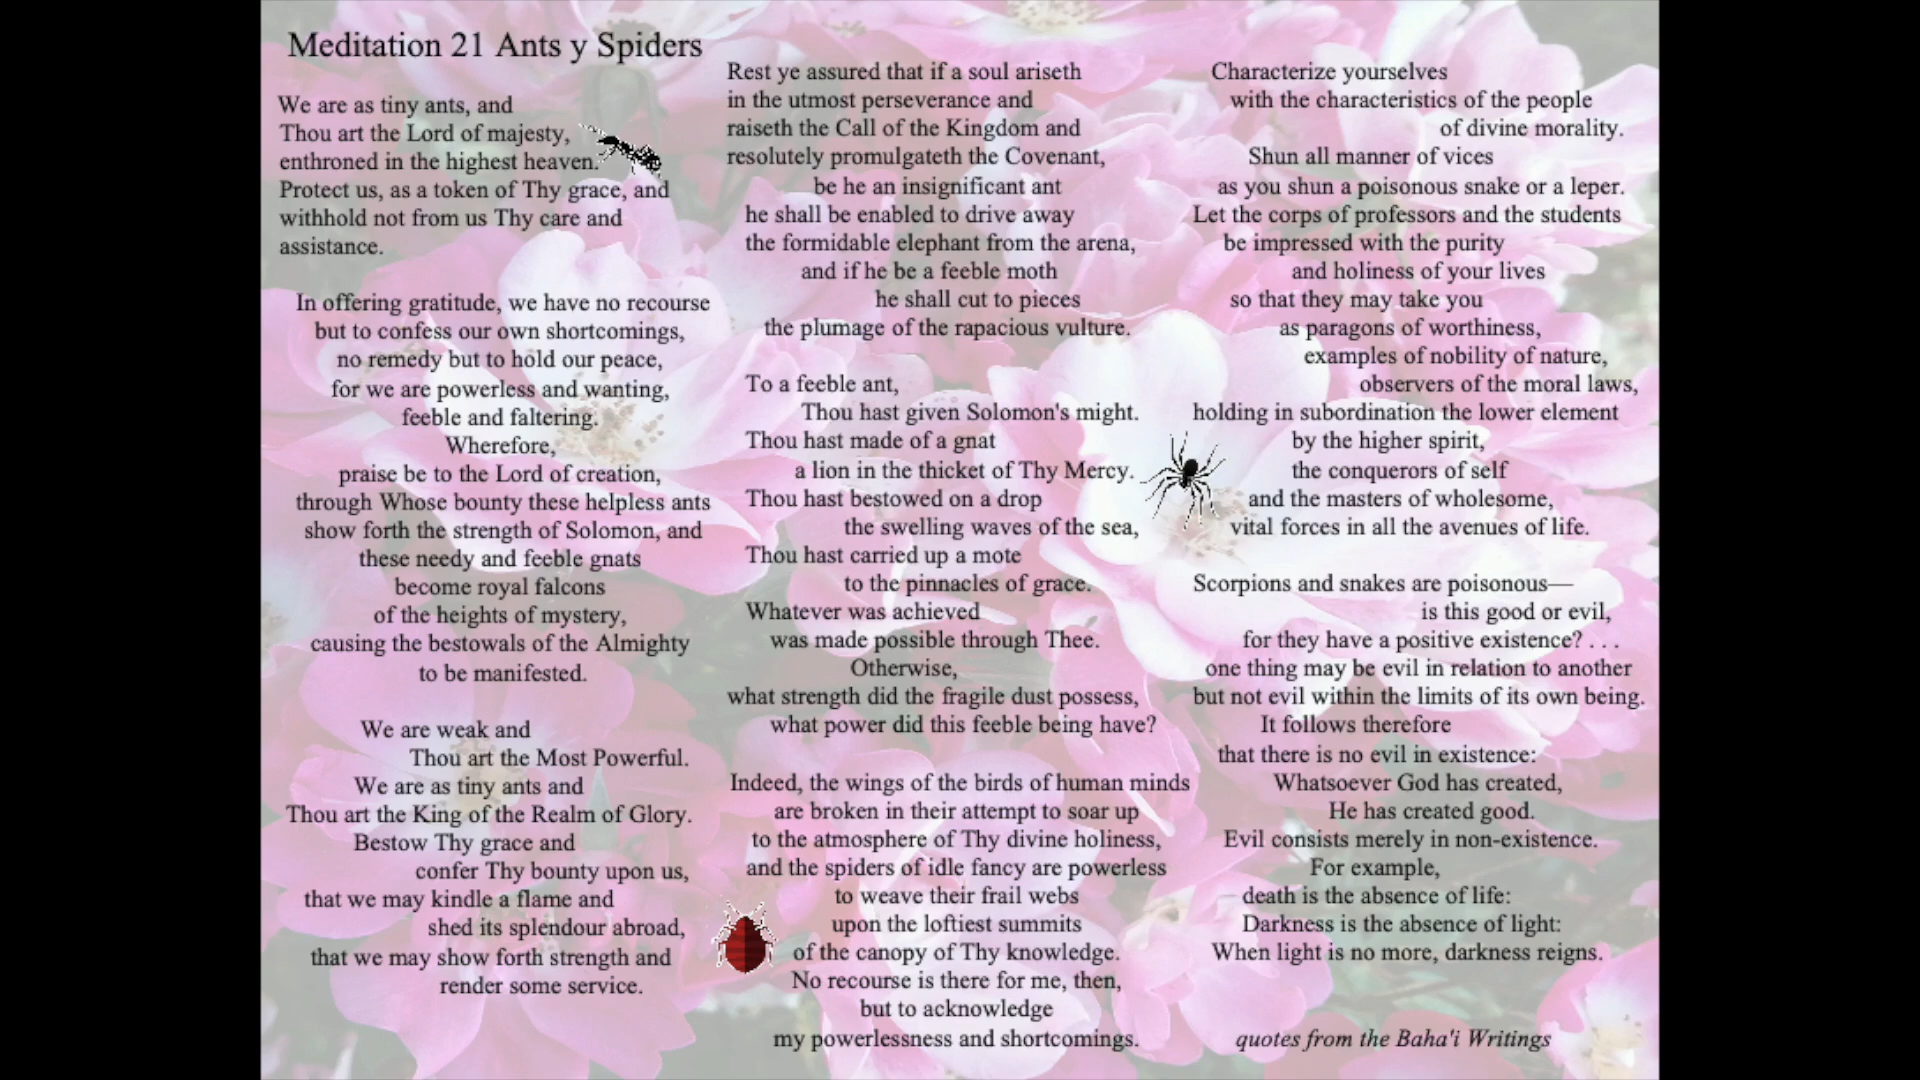 Meditation 21 Ants y Spiders
We are as tiny ants, and
Thou art the Lord of majesty,
enthroned in the highest heaven.
Protect us, as a token of Thy grace, and
withhold not from us Thy care and
assistance.
In offering gratitude, we have no recourse
but to confess our own shortcomings,
no remedy but to hold our peace,
for we are powerless and wanting,
feeble and faltering.
Wherefore,
praise be to the Lord of creation,
through Whose bounty these helpless ants
show forth the strength of Solomon, and
these needy and feeble gnats
become royal falcons
of the heights of mystery,
causing the bestowals of the Almighty
to be manifested.
We are weak and
Thou art the Most Powerful.
We are as tiny ants and
Thou art the King of the Realm of Glory.
Bestow Thy grace and
confer Thy bounty upon us,
that we may kindle a flame and
shed its splendour abroad,
that we may show forth strength and
render some service.
Rest ye assured that if a soul ariseth
in the utmost perseverance and
raiseth the Call of the Kingdom and
resolutely promulgateth the Covenant,
be he an insignificant ant
he shall be enabled to drive away
the formidable elephant from the arena,
and if he be a feeble moth
he shall cut to pieces
the plumage of the rapacious vulture.
To a feeble ant,
Thou hast given Solomon's might.
Thou hast made of a gnat
a lion in the thicket of Thy Mercy.
Thou hast bestowed on a drop
the swelling waves of the sea,
Thou hast carried up a mote
to the pinnacles of grace.
Whatever was achieved
was made possible through Thee.
Otherwise,
what strength did the fragile dust possess,
what power did this feeble being have?
Indeed, the wings of the birds of human minds
are broken in their attempt to soar up
to the atmosphere of Thy divine holiness,
and the spiders of idle fancy are powerless
to weave their frail webs
upon the loftiest summits
of the canopy of Thy knowledge.
No recourse is there for me, then,
but to acknowledge
my powerlessness and shortcomings.
Characterize yourselves
with the characteristics of the people
of divine morality.
Shun all manner of vices
as you shun a poisonous snake or a leper.
Let the corps of professors and the students
be impressed with the purity
and holiness of your lives
so that they may take you
as paragons of worthiness,
examples of nobility of nature,
observers of the moral laws,
holding in subordination the lower element
by the higher spirit,
the conquerors of self
and the masters of wholesome,
vital forces in all the avenues of life.
Scorpions and snakes are poisonous—
is this good or evil,
for they have a positive existence? . . .
one thing may be evil in relation to another
but not evil within the limits of its own being.
It follows therefore
that there is no evil in existence:
Whatsoever God has created,
He has created good.
Evil consists merely in non-existence.
For example,
death is the absence of life:
Darkness is the absence of light:
When light is no more, darkness reigns.
quotes from the Baha'i Writings